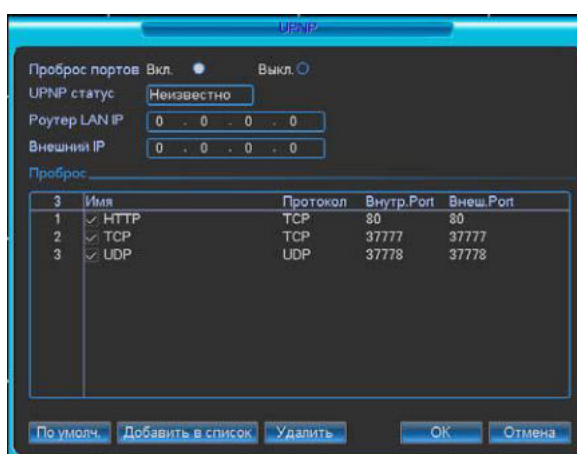 UPNP
Проброс портов Вкл. Выкл.
UPNP статус Неизвестно
Роутер LAN IP 0 . 0 . 0 . 0
Внешний IP 0 . 0 . 0 . 0
Проброс
3 Имя Протокол Внутр.Port Внеш.Port
1 HTTP TCP 80 80
2 TCP TCP 37777 37777
3 UDP UDP 37778 37778
По умолч. Добавить в список Удалить OK Отмена